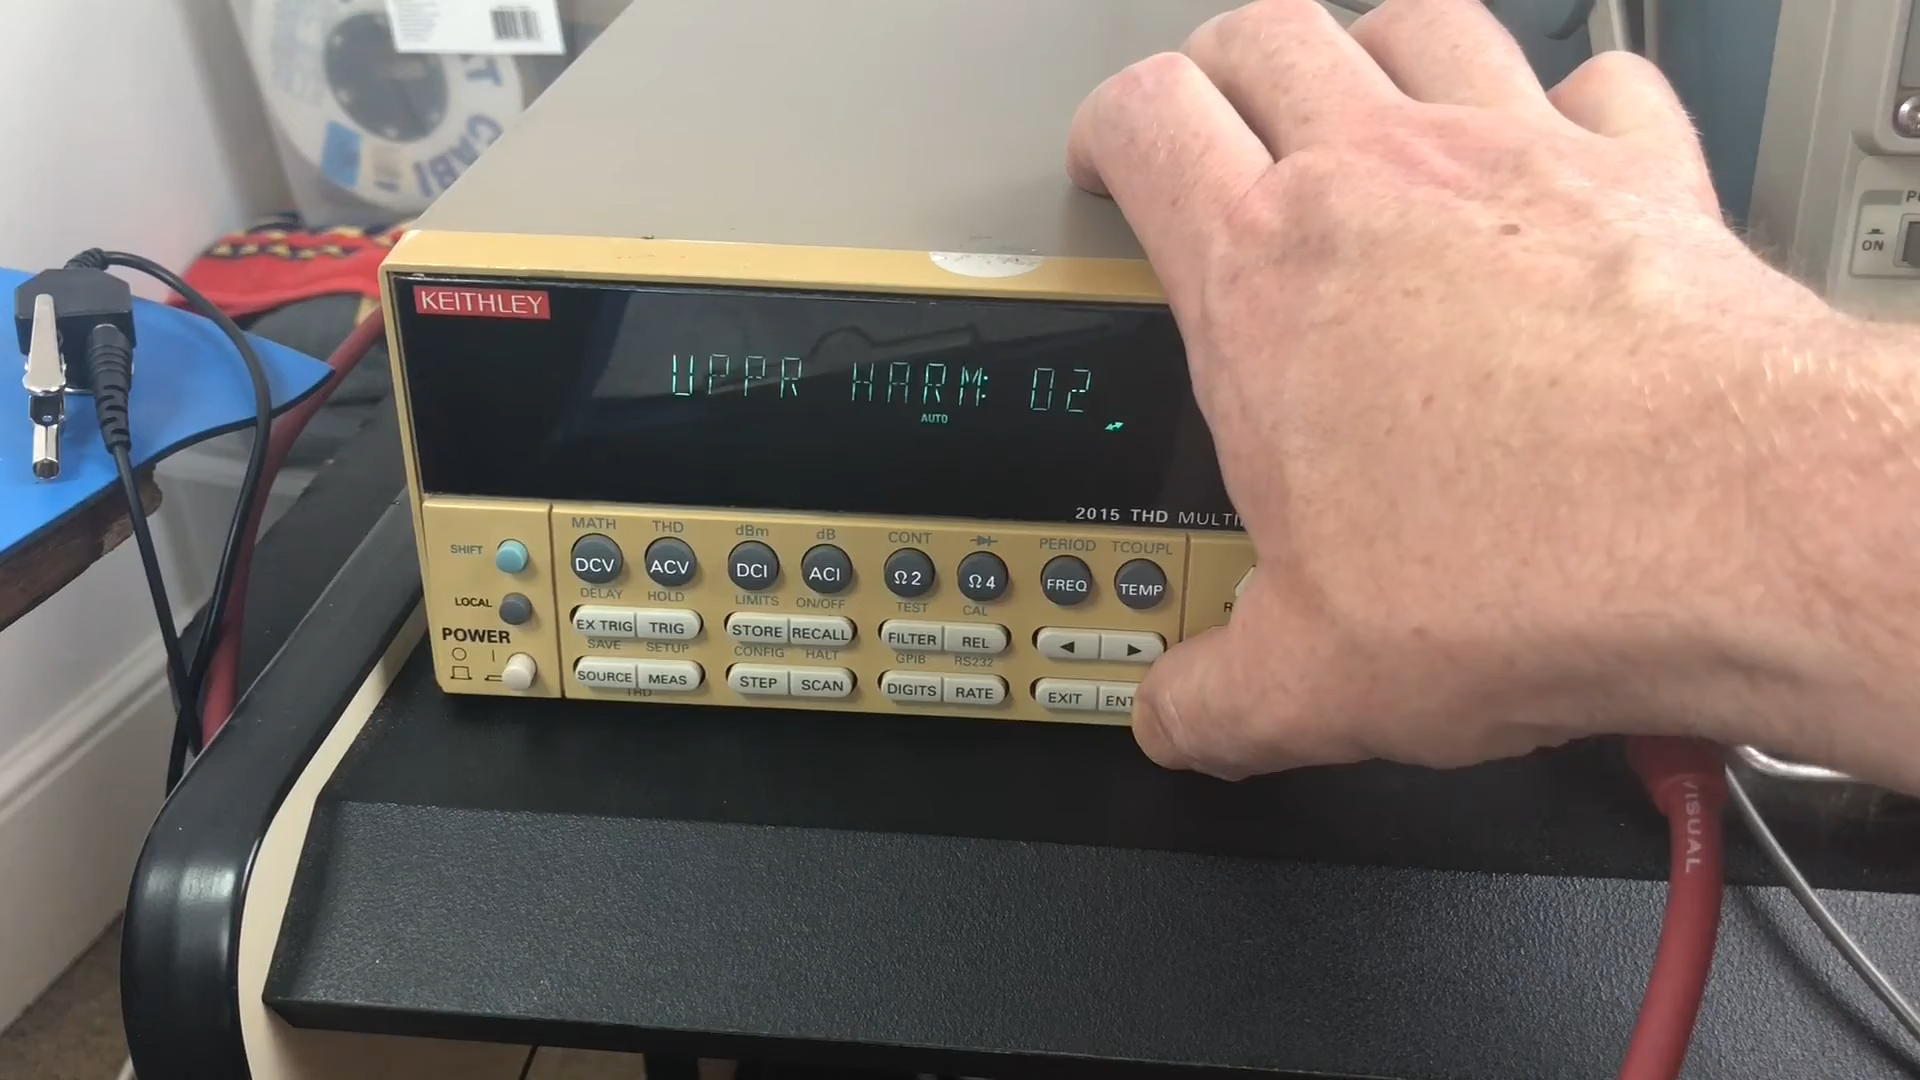 T CABI
KEITHLEY
UPPR HARM: 02
AUTO
2015 THD MULTI
SHIFT
LOCAL
POWER
MATH THD dBm dB CONT PERIOD TCOUPL
DCV ACV DCI ACI Ω2 Ω4 FREQ TEMP
DELAY HOLD LIMITS ON/OFF TEST CAL
EX TRIG TRIG STORE RECALL FILTER REL ◄ ►
SAVE SETUP CONFIG HALT GPIB RS232
SOURCE MEAS STEP SCAN DIGITS RATE EXIT ENT
THD
R
P
ON
VISUAL